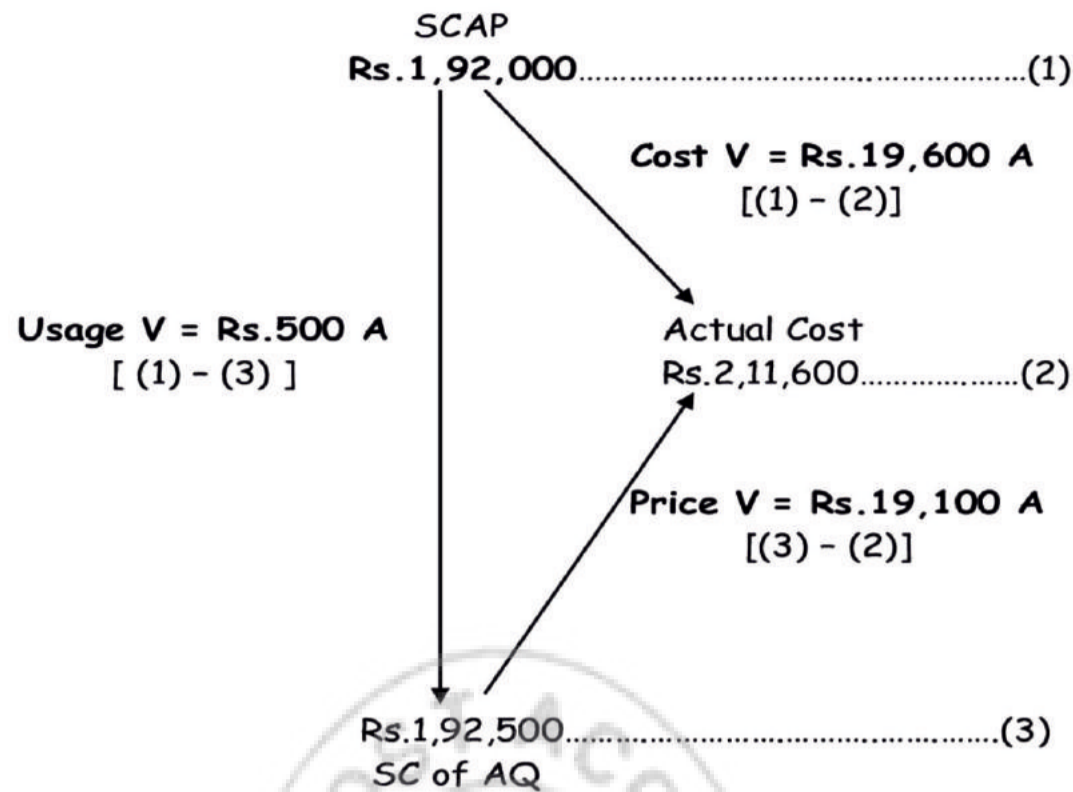 SCAP
Rs.1,92,000................................................(1)
Cost V = Rs.19,600 A
[(1) – (2)]
Usage V = Rs.500 A
[ (1) – (3) ]
Actual Cost
Rs.2,11,600..................(2)
Price V = Rs.19,100 A
[(3) – (2)]
Rs.1,92,500..............................................(3)
SC of AQ